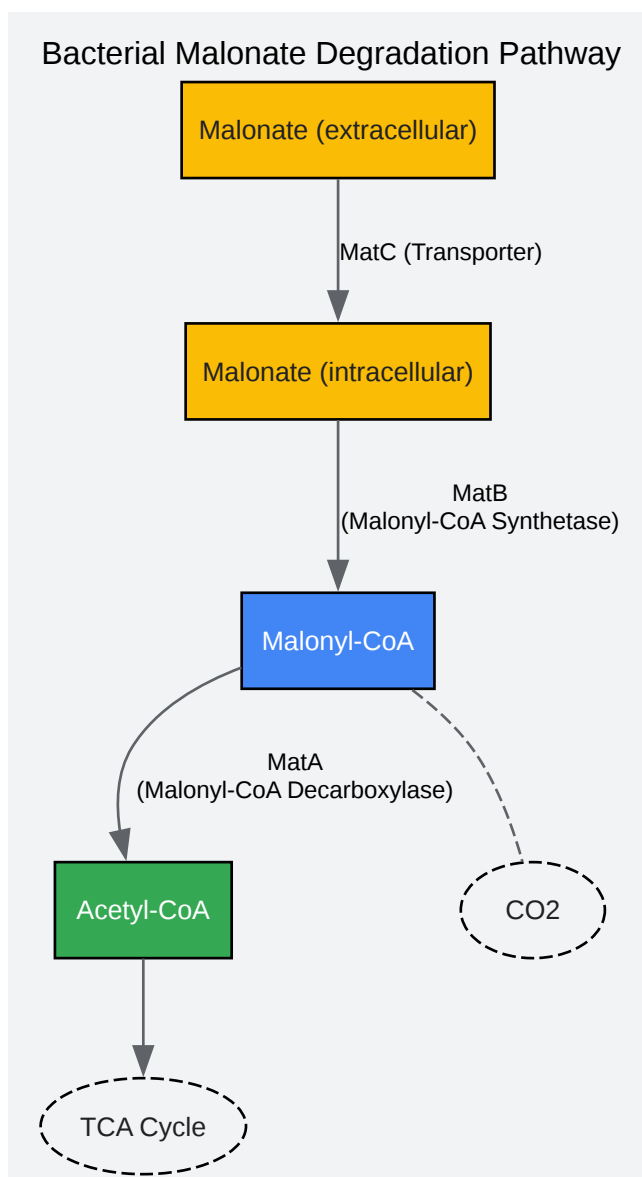 Bacterial Malonate Degradation Pathway
Malonate (extracellular)
MatC (Transporter)
Malonate (intracellular)
MatB
(Malonyl-CoA Synthetase)
Malonyl-CoA
MatA
(Malonyl-CoA Decarboxylase)
Acetyl-CoA
CO2
TCA Cycle